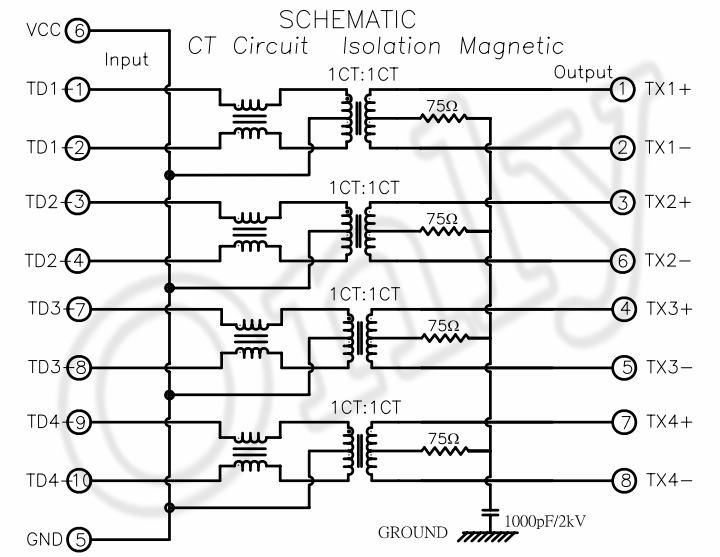 SCHEMATIC
CT Circuit Isolation Magnetic
VCC 6
Input
Output
1CT:1CT
TD1+ 1
75Ω
1 TX1+
TD1- 2
2 TX1-
1CT:1CT
TD2 3
75Ω
3 TX2+
TD2 4
6 TX2-
1CT:1CT
TD3 7
75Ω
4 TX3+
TD3 8
5 TX3-
1CT:1CT
TD4 9
75Ω
7 TX4+
TD4 10
8 TX4-
1000pF/2kV
GROUND
GND 5
Only